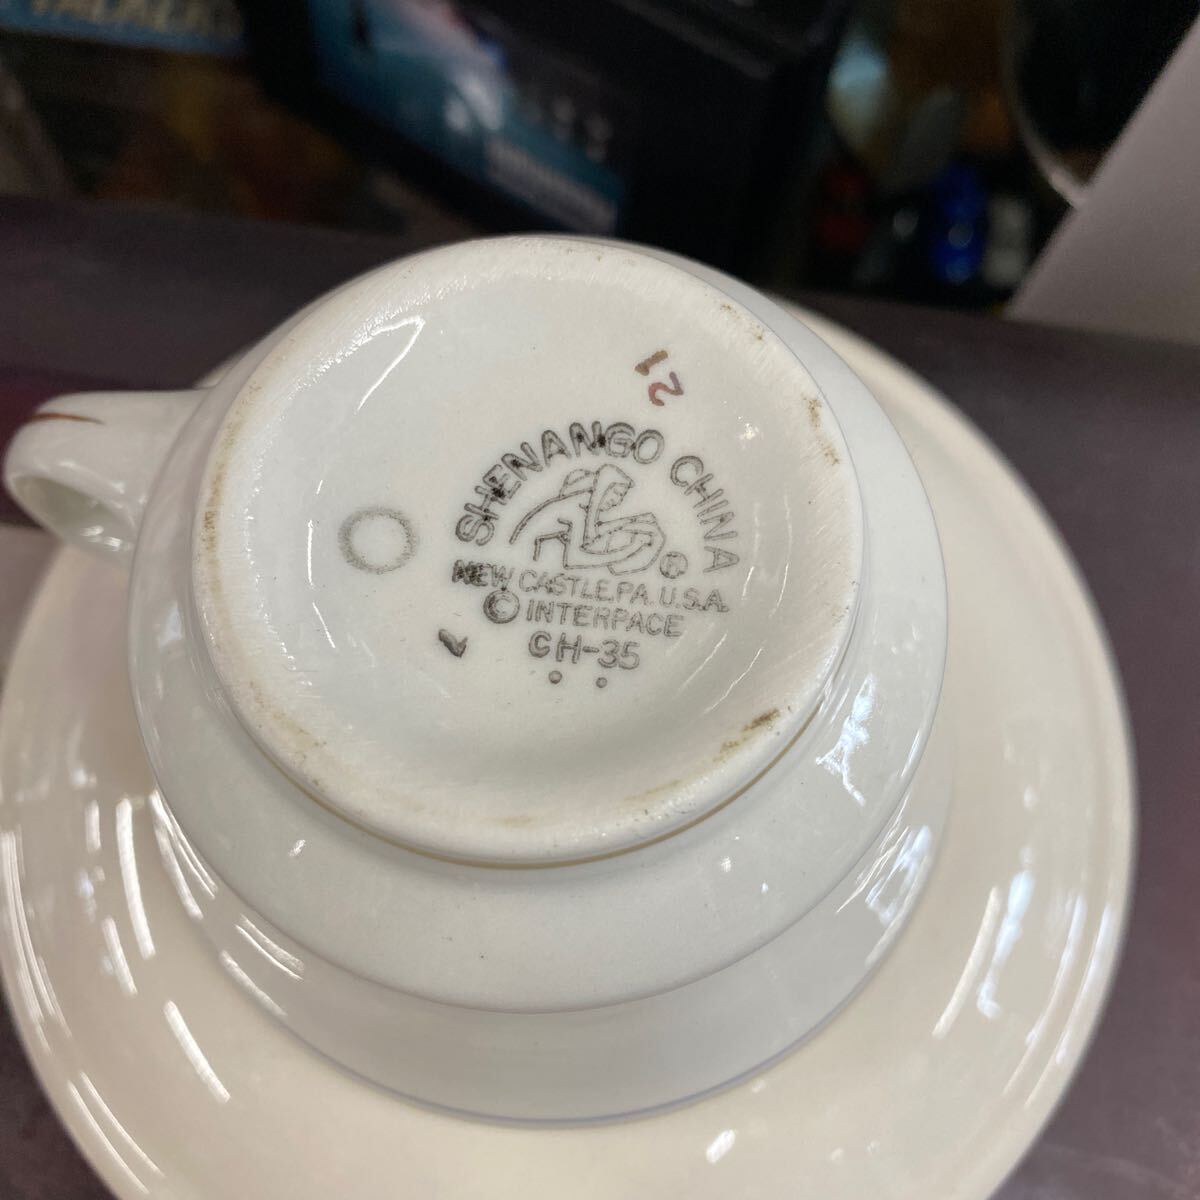 21
SHENANGO CHINA
®
NEW CASTLE, PA. U.S.A.
© INTERPACE
CH-35